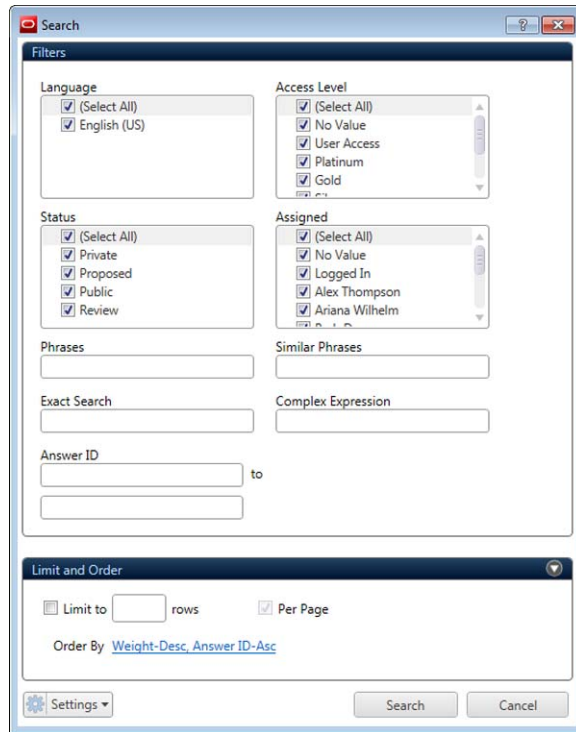 Search
Filters
Language
(Select All)
English (US)
Access Level
(Select All)
No Value
User Access
Platinum
Gold
Status
(Select All)
Private
Proposed
Public
Review
Assigned
(Select All)
No Value
Logged In
Alex Thompson
Ariana Wilhelm
Phrases
Similar Phrases
Exact Search
Complex Expression
Answer ID
to
Limit and Order
Limit to rows Per Page
Order By Weight-Desc, Answer ID-Asc
Settings
Search
Cancel